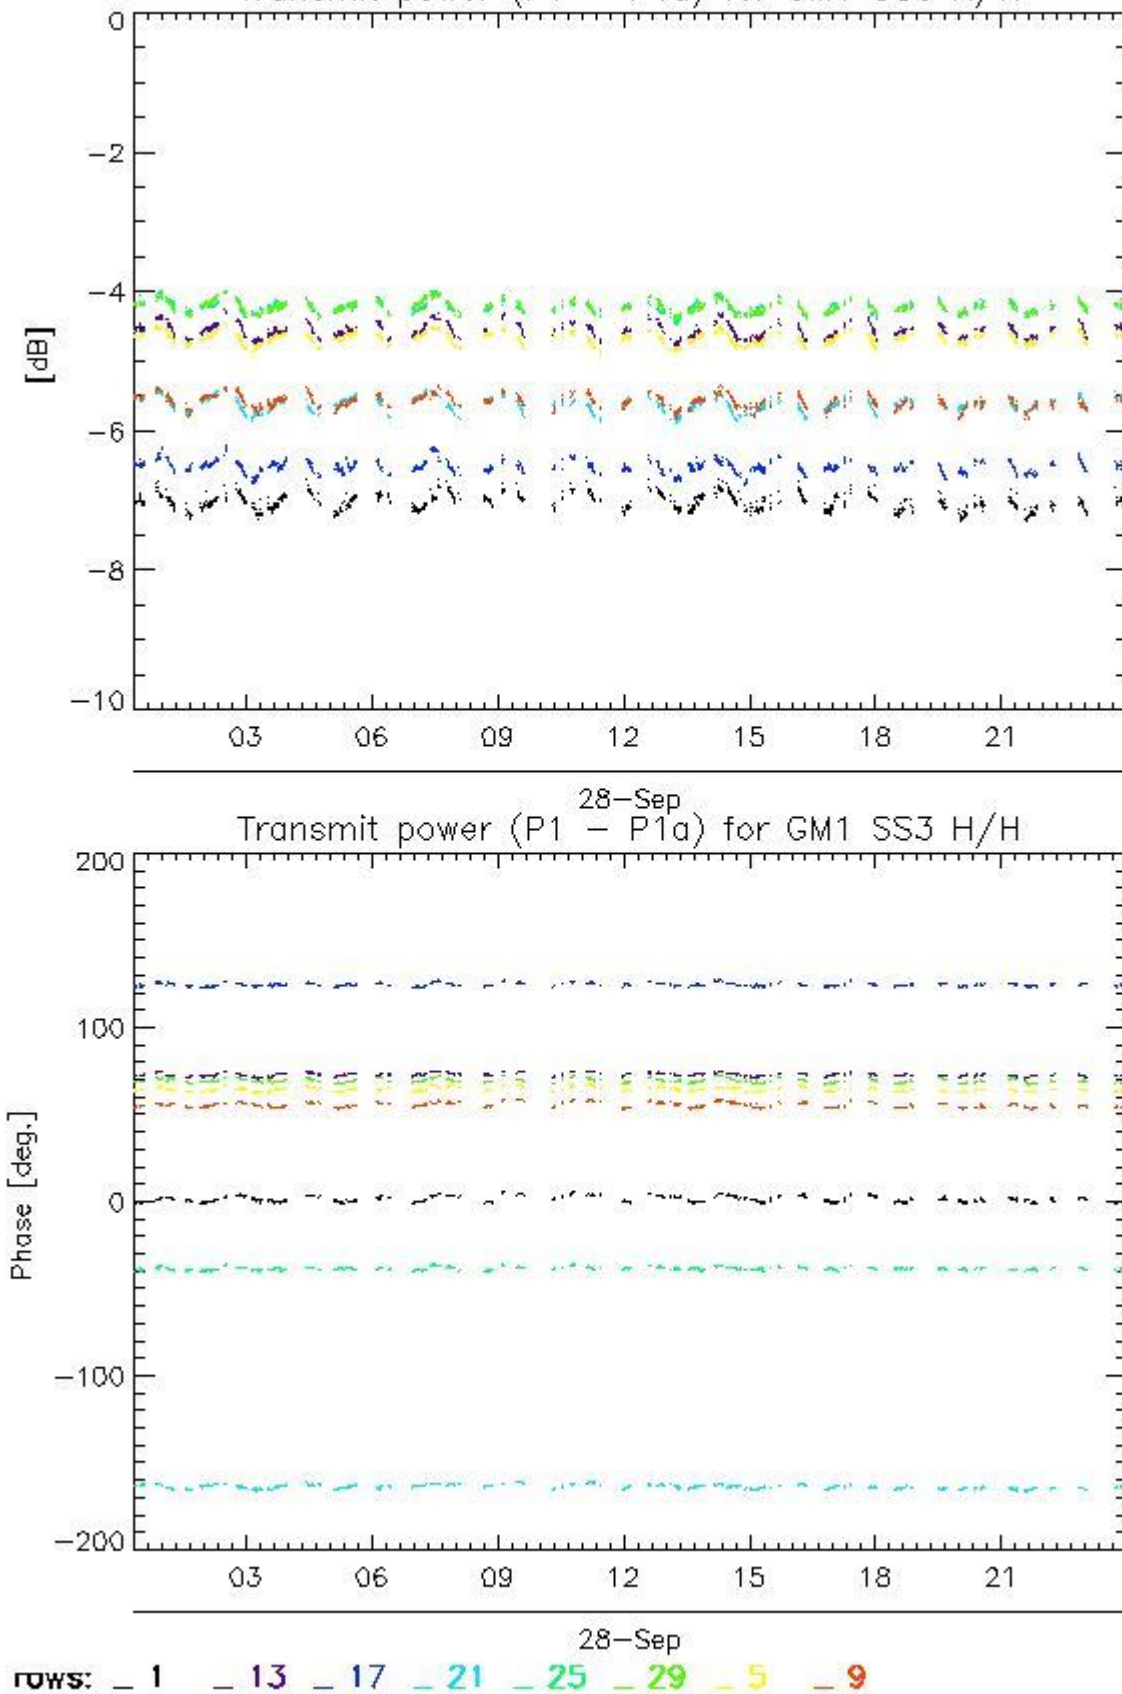 0
−2
−4
−6
−8
−10
[dB]
03 06 09 12 15 18 21
28−Sep
Transmit power (P1 − P1a) for GM1 SS3 H/H
200
100
0
−100
−200
Phase [deg.]
03 06 09 12 15 18 21
28−Sep
rows: _ 1 _ 13 _ 17 _ 21 _ 25 _ 29 _ 5 _ 9